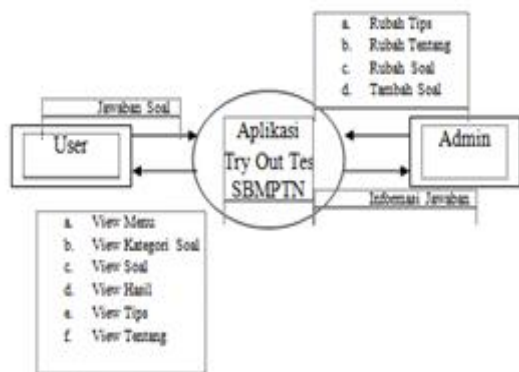 a. Rubah Tips
b. Rubah Tentang
c. Rubah Soal
d. Tambah Soal
Jawaban Soal
User
Aplikasi
Try Out Tes
SBMPTN
Admin
Informasi Jawaban
a. View Menu
b. View Kategori Soal
c. View Soal
d. View Hasil
e. View Tips
f. View Tentang